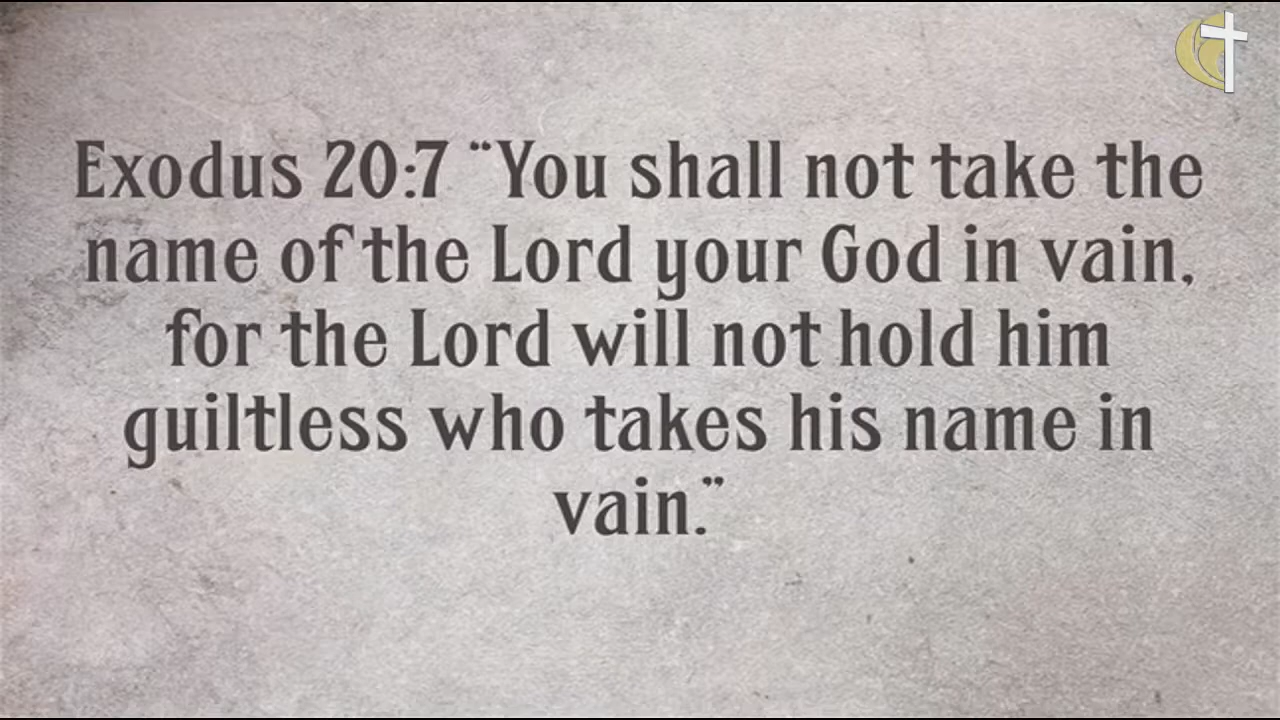 Exodus 20:7 “You shall not take the
name of the Lord your God in vain,
for the Lord will not hold him
guiltless who takes his name in
vain.”